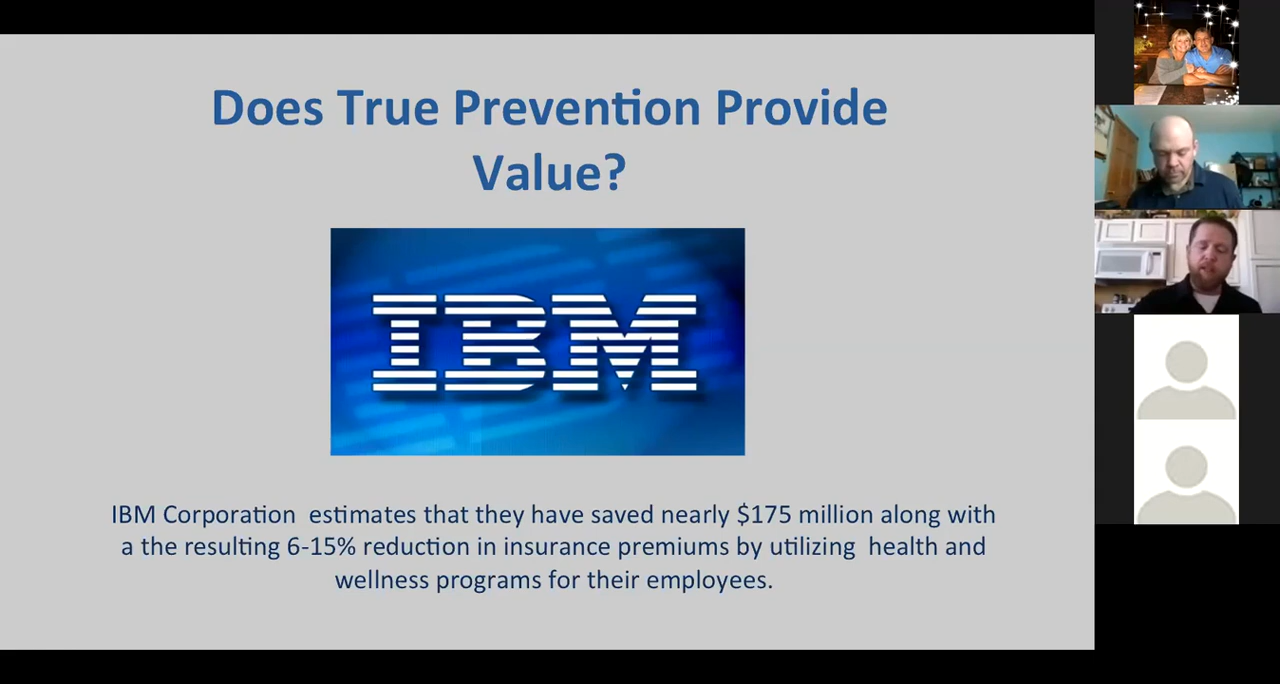 Does True Prevention Provide
Value?
IBM
IBM Corporation  estimates that they have saved nearly $175 million along with
a the resulting 6-15% reduction in insurance premiums by utilizing  health and
wellness programs for their employees.